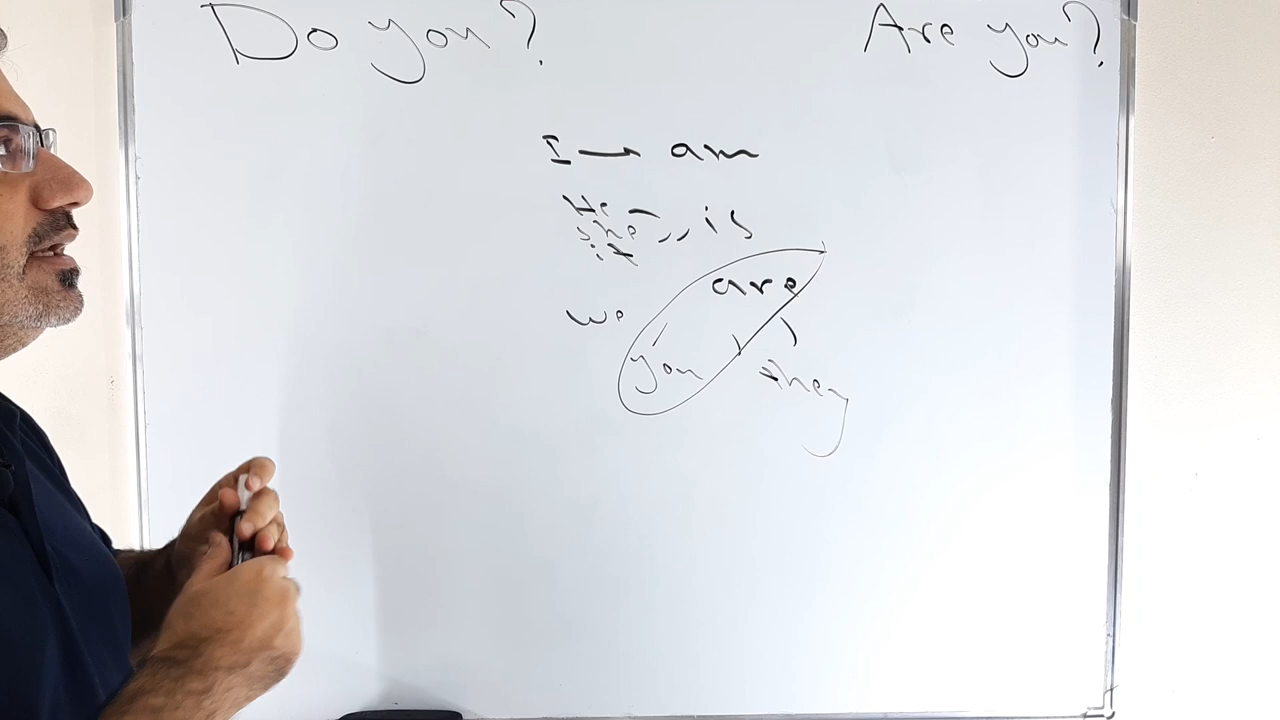 Do you? Are you?
I → am
He
she is
it
are
we
you they